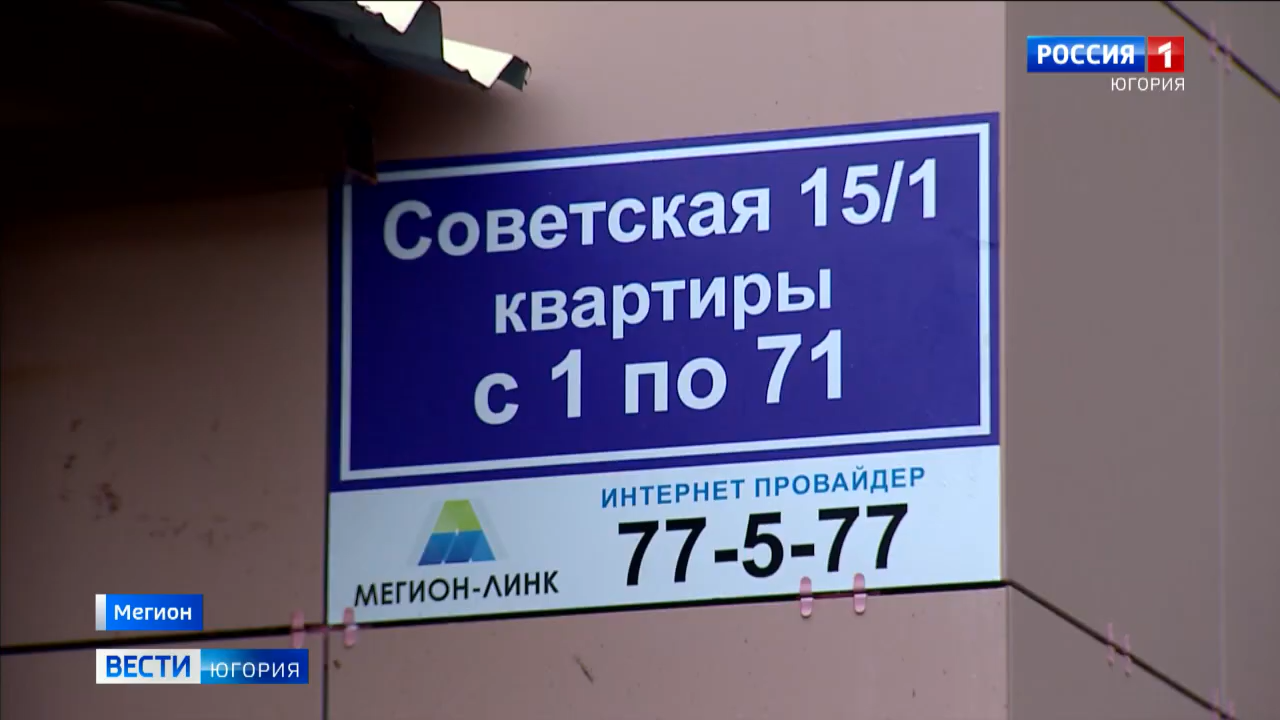 РОССИЯ 1
ЮГОРИЯ
Советская 15/1
квартиры
с 1 по 71
ИНТЕРНЕТ ПРОВАЙДЕР
77-5-77
МЕГИОН-ЛИНК
Мегион
ВЕСТИ ЮГОРИЯ